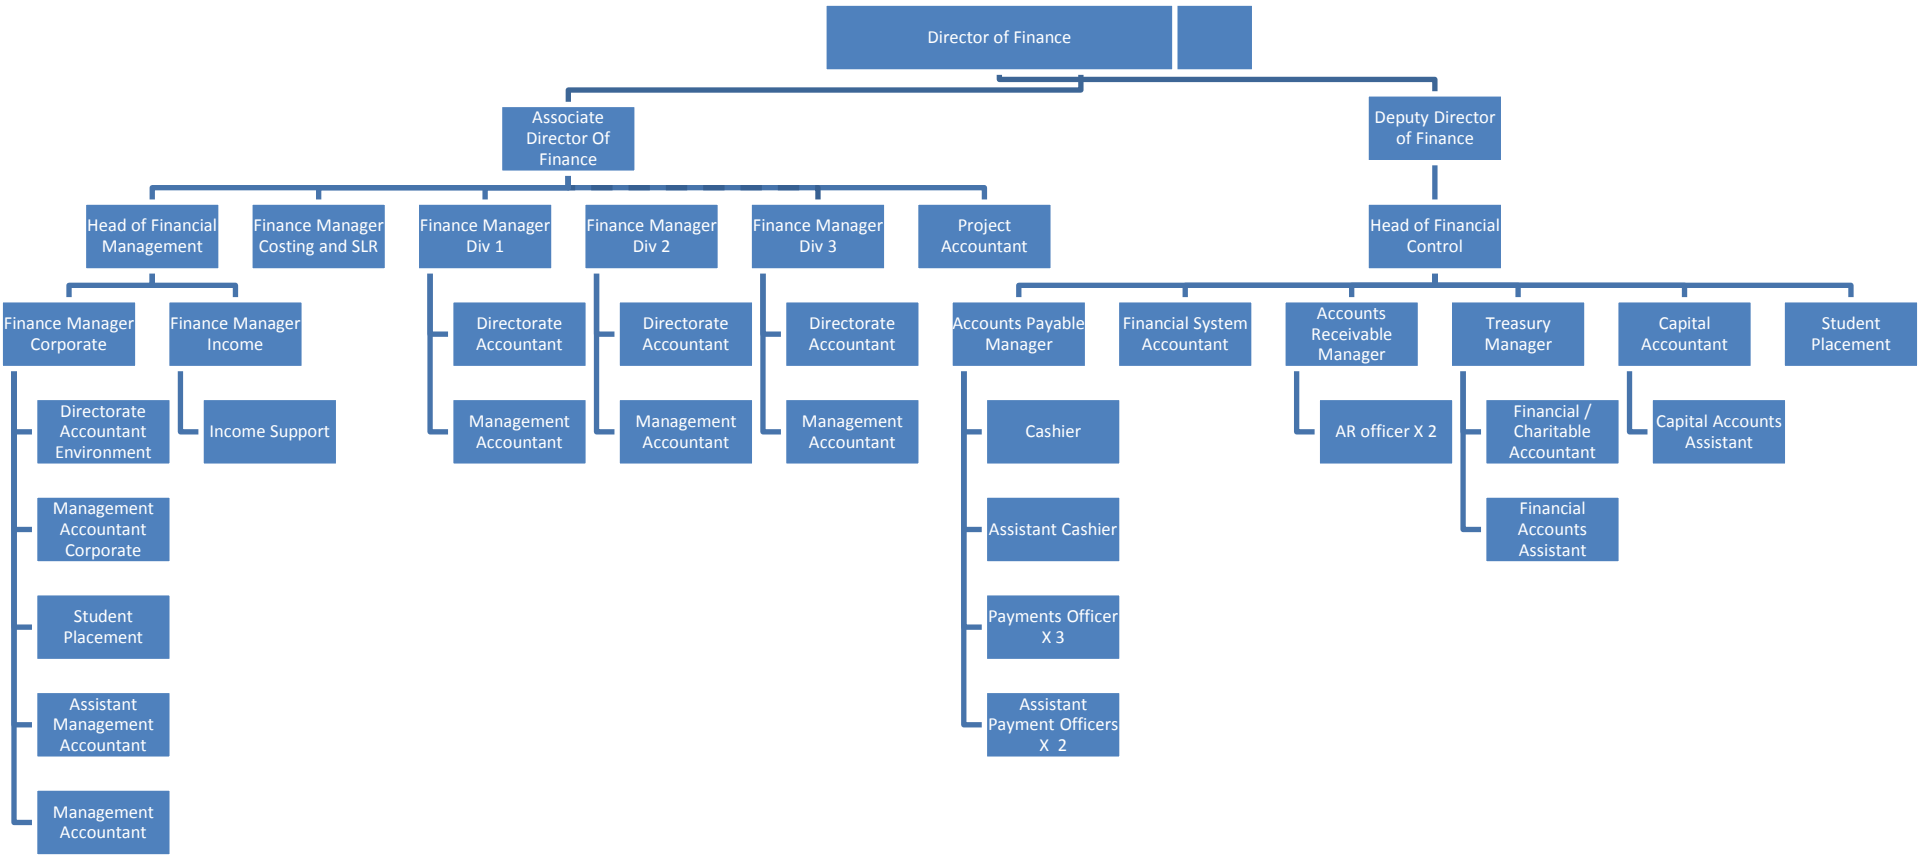 Director of Finance
Associate
Director Of
Finance
Deputy Director
of Finance
Head of Financial
Management
Finance Manager
Costing and SLR
Finance Manager
Div 1
Finance Manager
Div 2
Finance Manager
Div 3
Project
Accountant
Head of Financial
Control
Finance Manager
Corporate
Finance Manager
Income
Directorate
Accountant
Directorate
Accountant
Directorate
Accountant
Accounts Payable
Manager
Financial System
Accountant
Accounts
Receivable
Manager
Treasury
Manager
Capital
Accountant
Student
Placement
Directorate
Accountant
Environment
Income Support
Management
Accountant
Management
Accountant
Management
Accountant
Cashier
AR officer X 2
Financial /
Charitable
Accountant
Capital Accounts
Assistant
Management
Accountant
Corporate
Assistant Cashier
Financial
Accounts
Assistant
Student
Placement
Payments Officer
X 3
Assistant
Management
Accountant
Assistant
Payment Officers
X 2
Management
Accountant